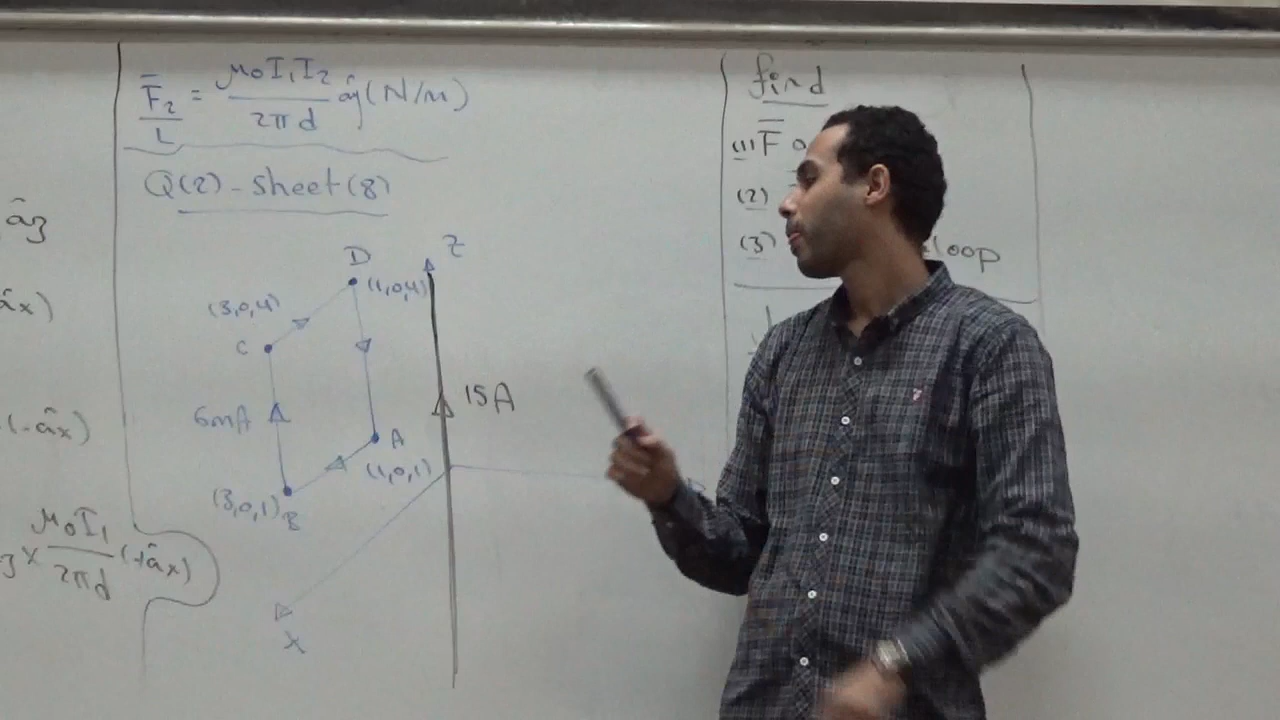 âz
âx)
(-âx)
μ0I1
x ——— (-âx)
2πd
F̄2/L = μ0I1I2/2πd ây (N/m)
Q(2) - Sheet(8)
D
Z
(1,0,4)
(3,0,4)
C
6mA
15A
A
(1,0,1)
(3,0,1)
B
X
find
(1) F̄
(2)
(3) loop